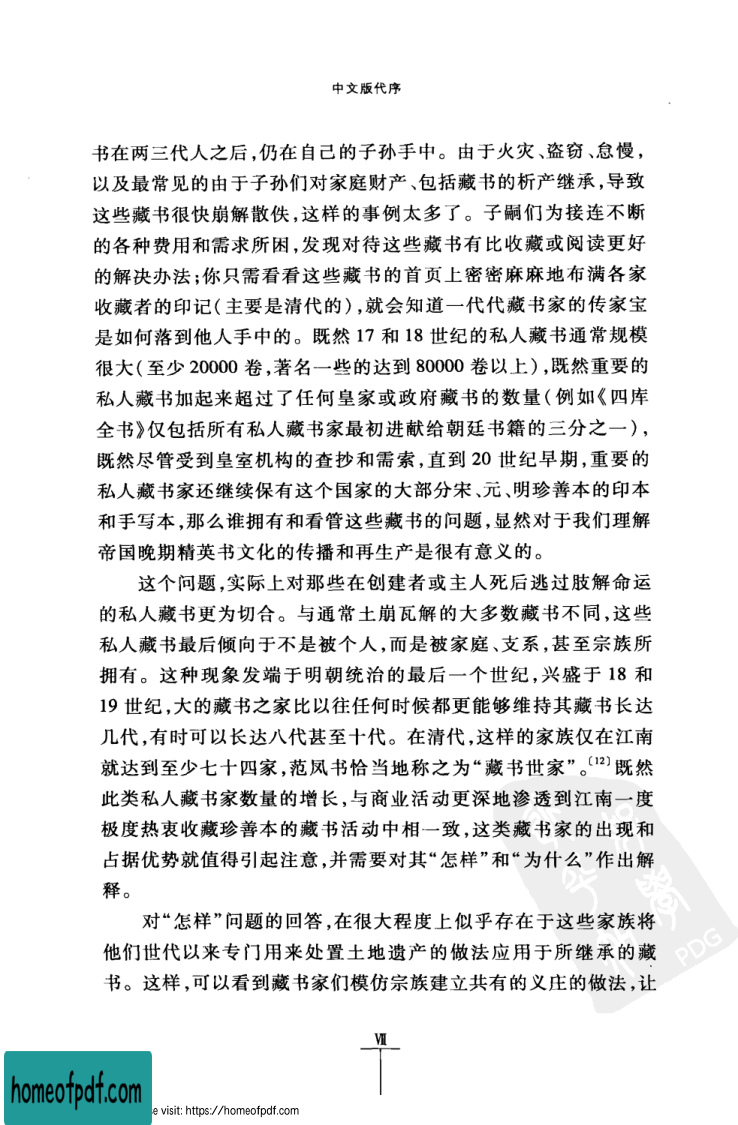 中文版代序
书在两三代人之后,仍在自己的子孙手中。由于火灾、盗窃、怠慢,
以及最常见的由于子孙们对家庭财产、包括藏书的析产继承,导致
这些藏书很快崩解散佚,这样的事例太多了。子嗣们为接连不断
的各种费用和需求所困,发现对待这些藏书有比收藏或阅读更好
的解决办法;你只需看看这些藏书的首页上密密麻麻地布满各家
收藏者的印记(主要是清代的),就会知道一代代藏书家的传家宝
是如何落到他人手中的。既然 17 和 18 世纪的私人藏书通常规模
很大(至少 20000 卷,著名一些的达到 80000 卷以上),既然重要的
私人藏书加起来超过了任何皇家或政府藏书的数量(例如《四库
全书》仅包括所有私人藏书家最初进献给朝廷书籍的三分之一),
既然尽管受到皇室机构的查抄和需索,直到 20 世纪早期,重要的
私人藏书家还继续保有这个国家的大部分宋、元、明珍善本的印本
和手写本,那么谁拥有和看管这些藏书的问题,显然对于我们理解
帝国晚期精英书文化的传播和再生产是很有意义的。
这个问题,实际上对那些在创建者或主人死后逃过肢解命运
的私人藏书更为切合。与通常土崩瓦解的大多数藏书不同,这些
私人藏书最后倾向于不是被个人,而是被家庭、支系,甚至宗族所
拥有。这种现象发端于明朝统治的最后一个世纪,兴盛于 18 和
19 世纪,大的藏书之家比以往任何时候都更能够维持其藏书长达
几代,有时可以长达八代甚至十代。在清代,这样的家族仅在江南
就达到至少七十四家,范凤书恰当地称之为“藏书世家”。〔12〕既然
此类私人藏书家数量的增长,与商业活动更深地渗透到江南一度
极度热衷收藏珍善本的藏书活动中相一致,这类藏书家的出现和
占据优势就值得引起注意,并需要对其“怎样”和“为什么”作出解
释。
对“怎样”问题的回答,在很大程度上似乎存在于这些家族将
他们世代以来专门用来处置土地遗产的做法应用于所继承的藏
书。这样,可以看到藏书家们模仿宗族建立共有的义庄的做法,让
PDG
Ⅶ
homeofpdf.com
e visit: https://homeofpdf.com